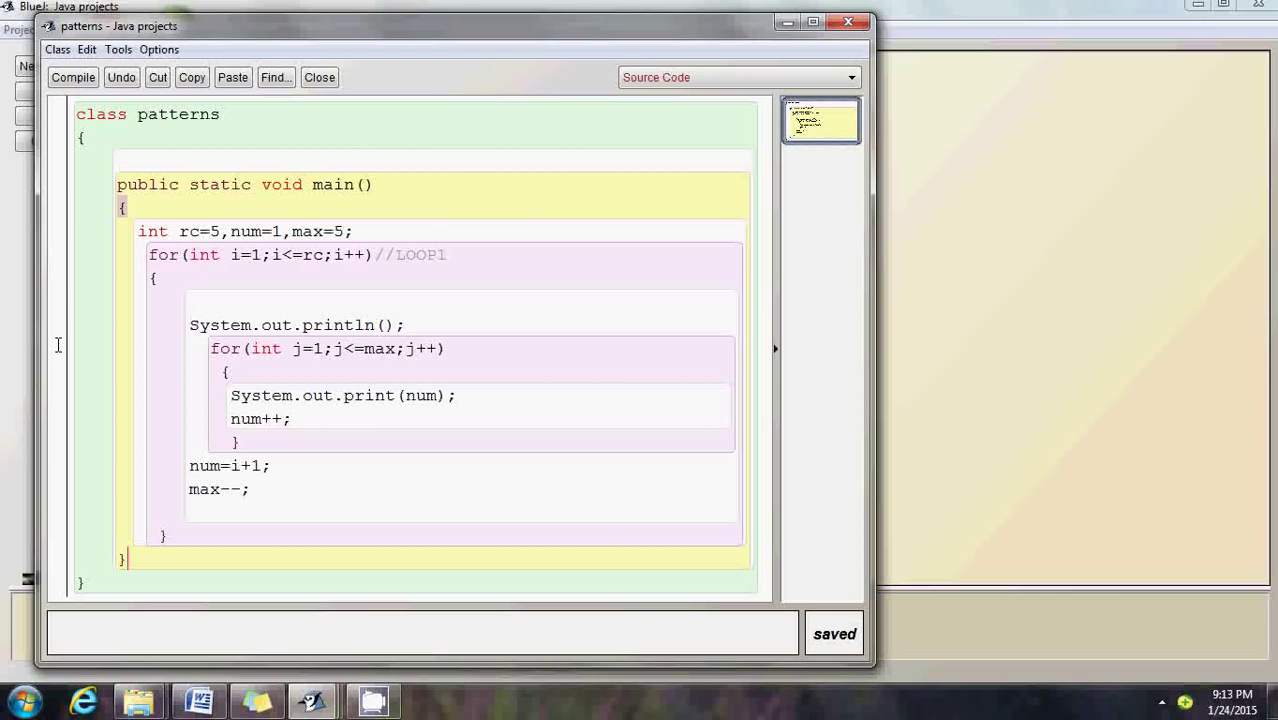 BlueJ: Java projects
patterns - Java projects
Class Edit Tools Options
Compile Undo Cut Copy Paste Find... Close Source Code
class patterns
{
public static void main()
{
int rc=5,num=1,max=5;
for(int i=1;i<=rc;i++)//LOOP1
{
System.out.println();
for(int j=1;j<=max;j++)
{
System.out.print(num);
num++;
}
num=i+1;
max--;
}
}
}
saved
9:13 PM
1/24/2015